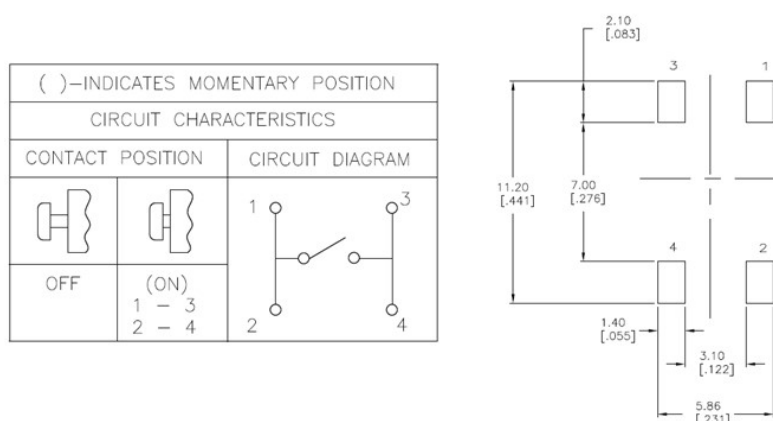 ( )-INDICATES MOMENTARY POSITION
CIRCUIT CHARACTERISTICS
CONTACT POSITION
CIRCUIT DIAGRAM
OFF
(ON)
1 - 3
2 - 4
1
3
2
4
2.10
[.083]
3
1
11.20
[.441]
7.00
[.276]
4
2
1.40
[.055]
3.10
[.122]
5.86
[.231]